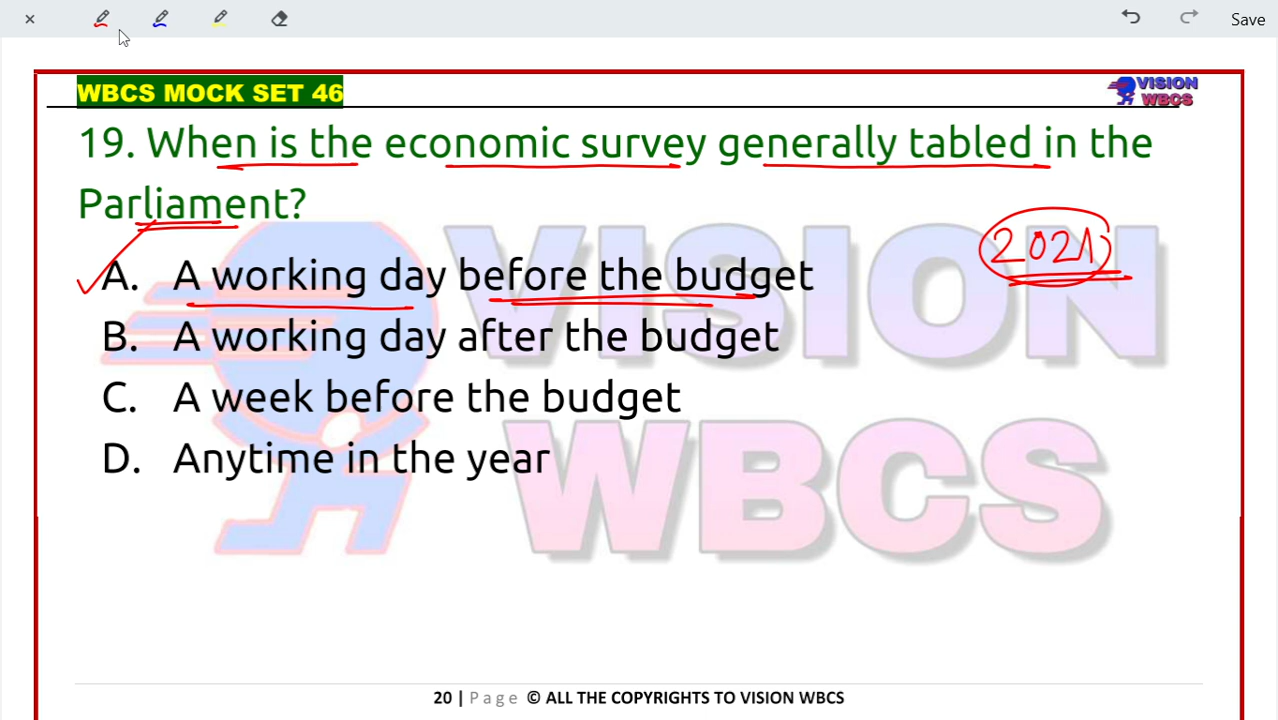 Save
WBCS MOCK SET 46
VISION
WBCS
19. When is the economic survey generally tabled in the
Parliament?
2021
A. A working day before the budget
B. A working day after the budget
C. A week before the budget
D. Anytime in the year
VISION
WBCS
20 | Page © ALL THE COPYRIGHTS TO VISION WBCS